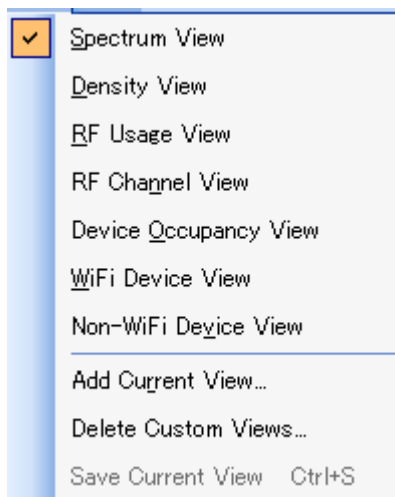 Spectrum View
Density View
RF Usage View
RF Channel View
Device Occupancy View
WiFi Device View
Non-WiFi Device View
Add Current View...
Delete Custom Views...
Save Current View Ctrl+S